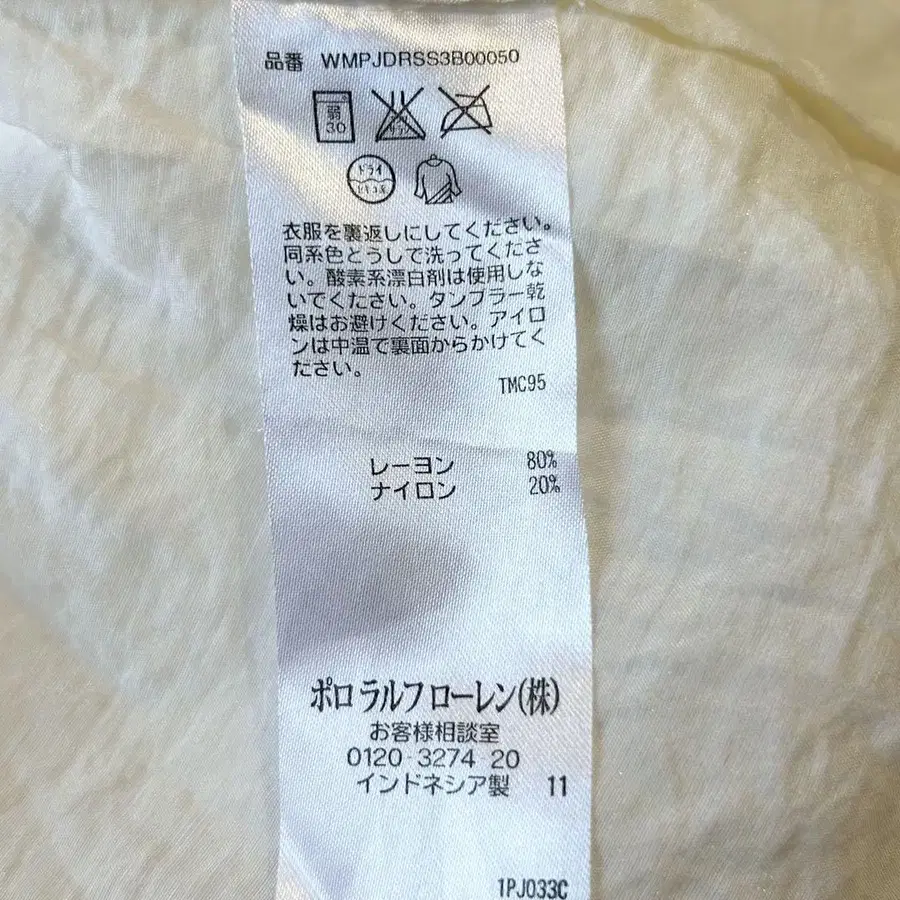 品番 WMPJDRSS3B00050
弱
30
ドライ
衣服を裏返しにしてください。
同系色どうしで洗ってくださ
い。酸素系漂白剤は使用しな
いでください。タンブラー乾
燥はお避けください。アイロ
ンは中温で裏面からかけてく
ださい。
TMC95
レーヨン 80%
ナイロン 20%
ポロ ラルフ ローレン(株)
お客様相談室
0120-3274 20
インドネシア製 11
1PJ033C